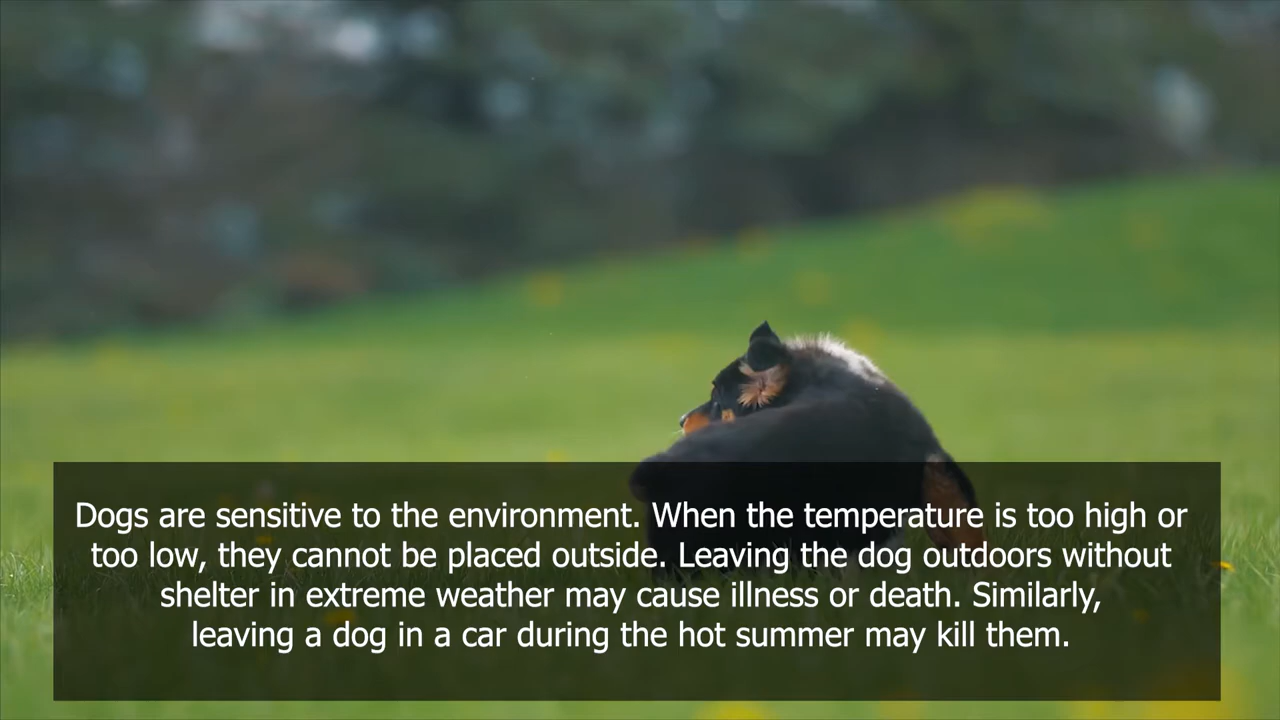 Dogs are sensitive to the environment. When the temperature is too high or
too low, they cannot be placed outside. Leaving the dog outdoors without
shelter in extreme weather may cause illness or death. Similarly,
leaving a dog in a car during the hot summer may kill them.